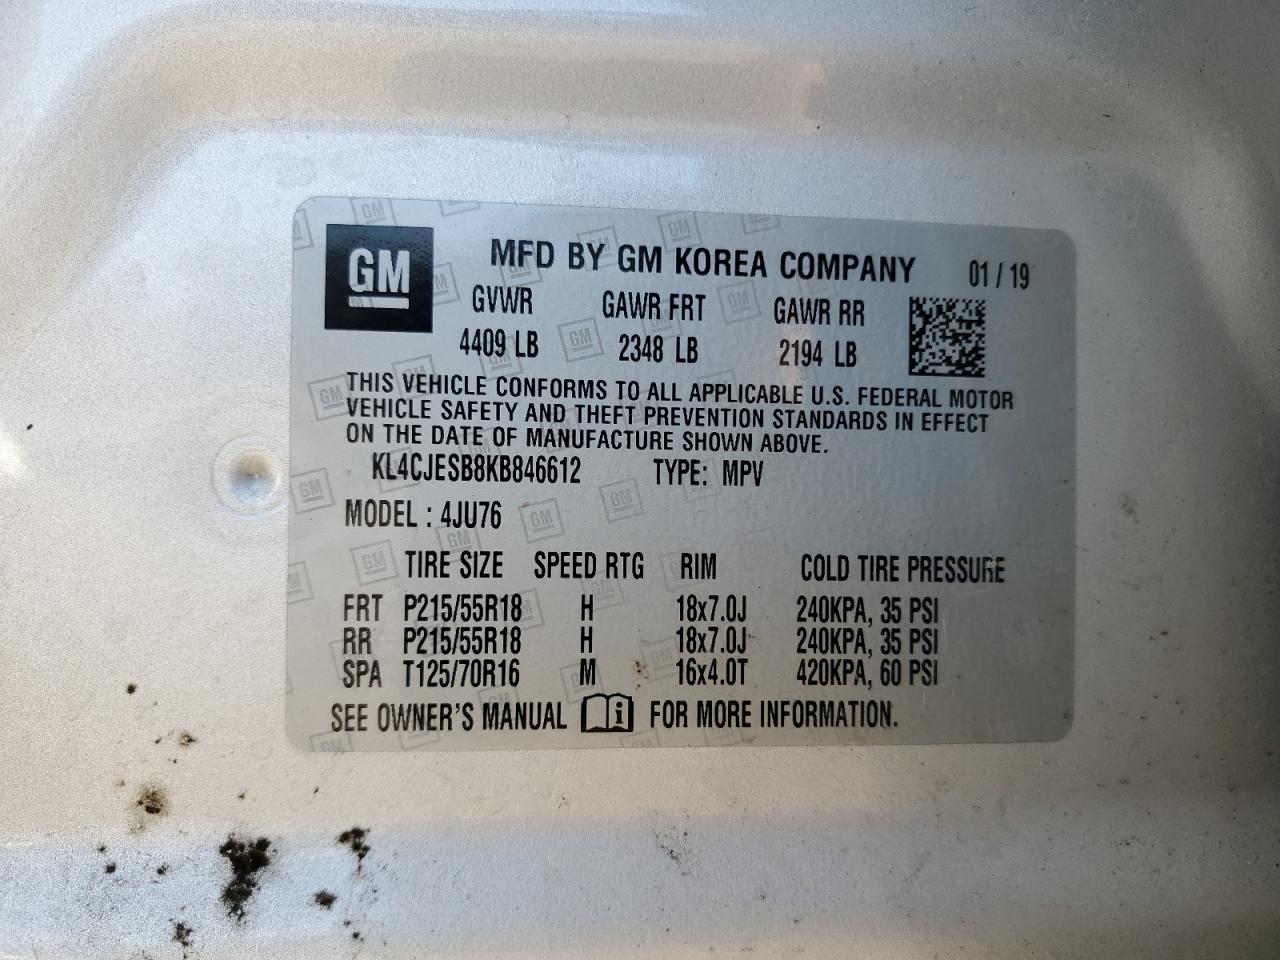 GM
MFD BY GM KOREA COMPANY 01/19
GVWR GAWR FRT GAWR RR
4409 LB 2348 LB 2194 LB
THIS VEHICLE CONFORMS TO ALL APPLICABLE U.S. FEDERAL MOTOR
VEHICLE SAFETY AND THEFT PREVENTION STANDARDS IN EFFECT
ON THE DATE OF MANUFACTURE SHOWN ABOVE.
KL4CJESB8KB846612 TYPE: MPV
MODEL : 4JU76
TIRE SIZE SPEED RTG RIM COLD TIRE PRESSURE
FRT P215/55R18 H 18x7.0J 240KPA, 35 PSI
RR P215/55R18 H 18x7.0J 240KPA, 35 PSI
SPA T125/70R16 M 16x4.0T 420KPA, 60 PSI
SEE OWNER'S MANUAL i FOR MORE INFORMATION.